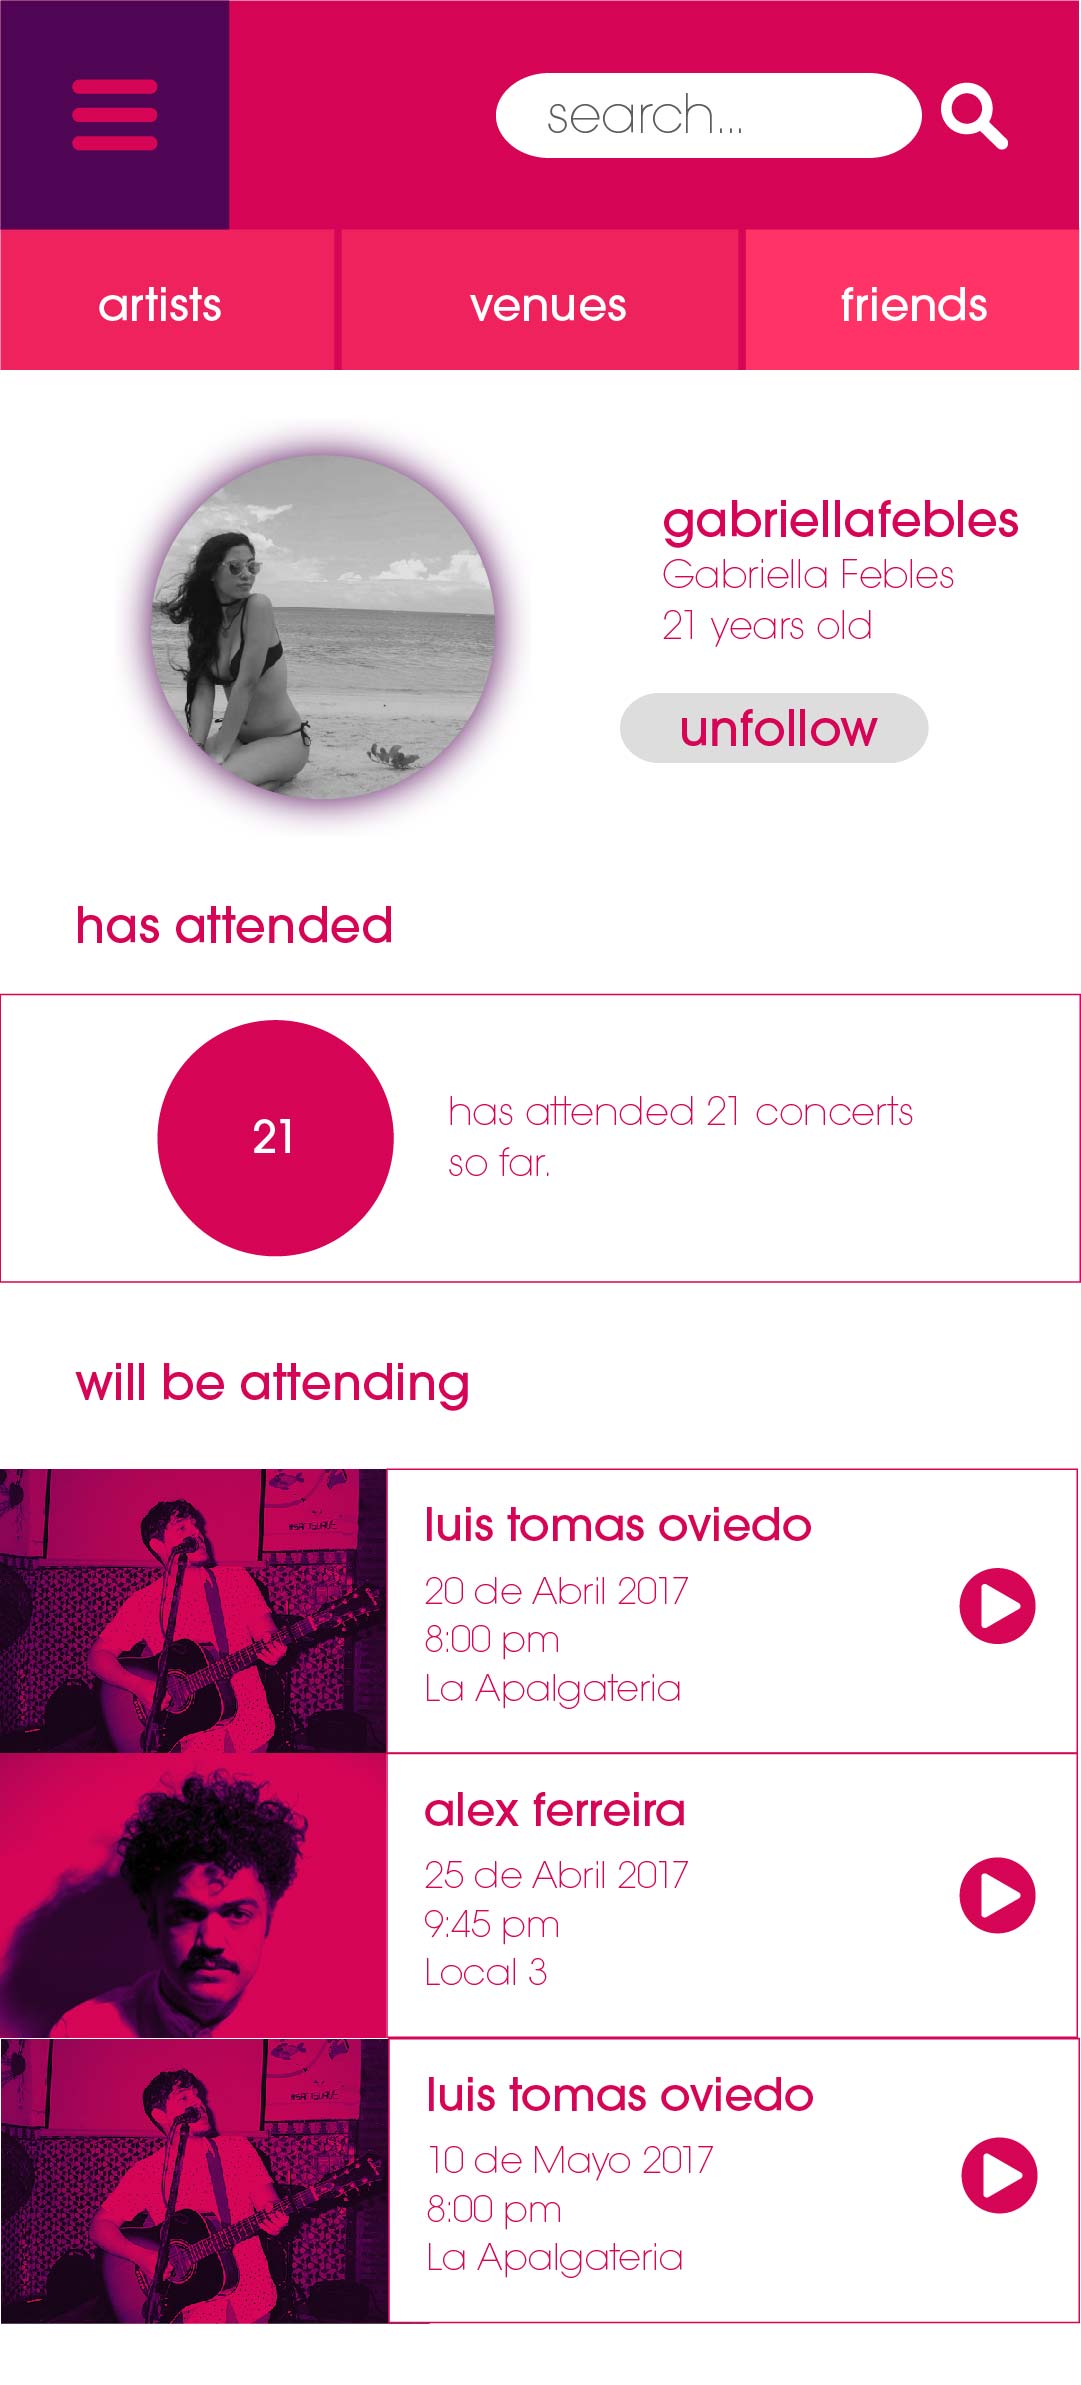 search...
artists
venues
friends
gabriellafebles
Gabriella Febles
21 years old
unfollow
has attended
21
has attended 21 concerts
so far.
will be attending
luis tomas oviedo
20 de Abril 2017
8:00 pm
La Apalgateria
alex ferreira
25 de Abril 2017
9:45 pm
Local 3
luis tomas oviedo
10 de Mayo 2017
8:00 pm
La Apalgateria